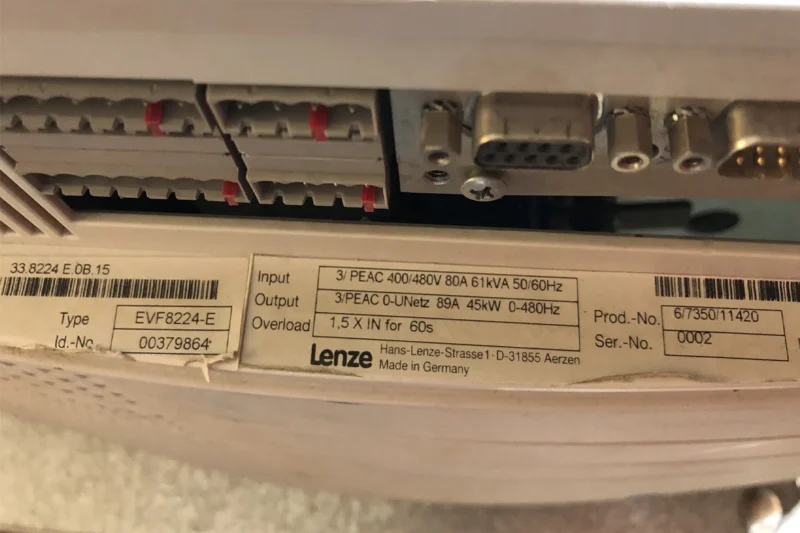 33.8224 E.0B.15
Type EVF8224-E
Id.-No 00379864
Input 3/ PEAC 400/480V 80A 61kVA 50/60Hz
Output 3/PEAC 0-UNetz 89A 45kW 0-480Hz
Overload 1,5 X IN for 60s
Lenze Hans-Lenze-Strasse1·D-31855 Aerzen
Made in Germany
Prod.-No. 6/7350/11420
Ser.-No. 0002